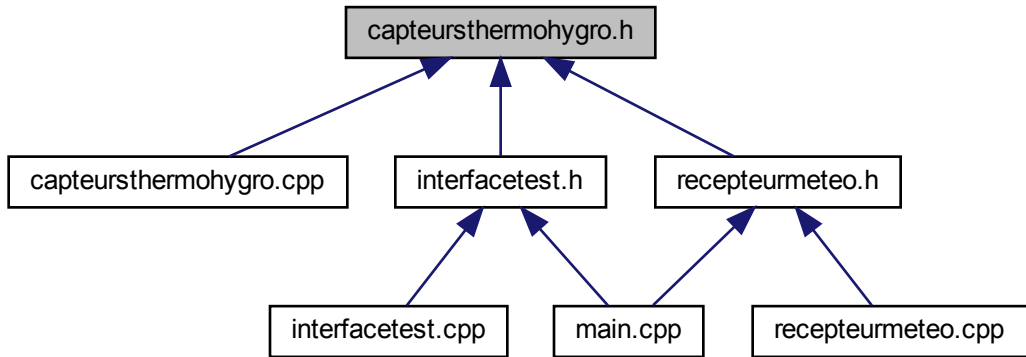 capteursthermohygro.h
capteursthermohygro.cpp
interfacetest.h
recepteurmeteo.h
interfacetest.cpp
main.cpp
recepteurmeteo.cpp